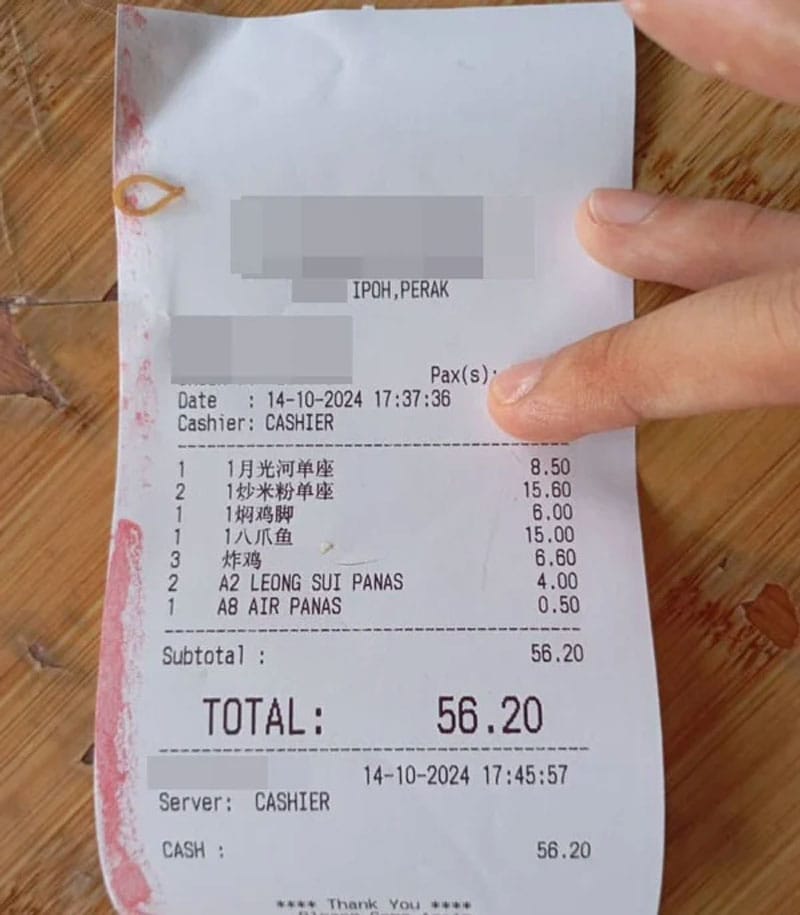 IPOH,PERAK
Pax(s):
Date : 14-10-2024 17:37:36
Cashier: CASHIER
1 1月光河单座 8.50
2 1炒米粉单座 15.60
1 1焖鸡脚 6.00
1 1八爪鱼 15.00
3 炸鸡 6.60
2 A2 LEONG SUI PANAS 4.00
1 A8 AIR PANAS 0.50
Subtotal : 56.20
TOTAL: 56.20
14-10-2024 17:45:57
Server: CASHIER
CASH : 56.20
**** Thank You ****